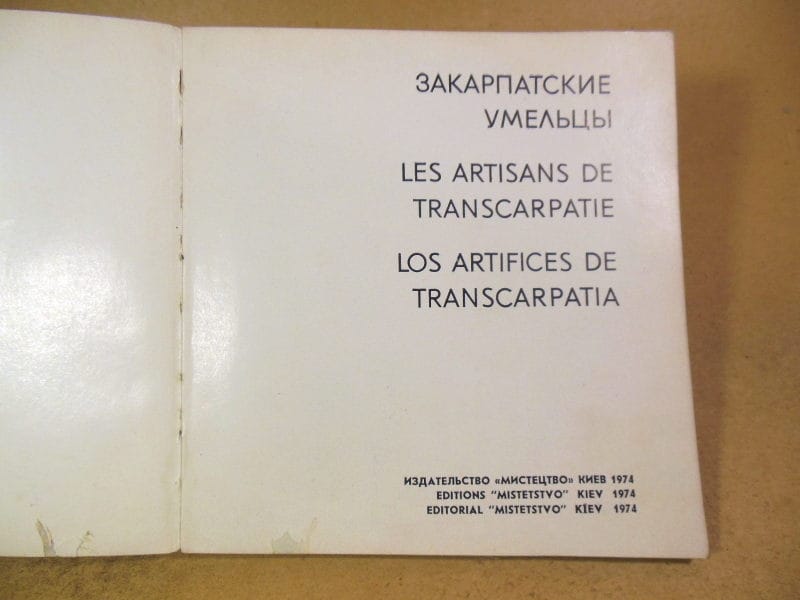 ЗАКАРПАТСКИЕ
УМЕЛЬЦЫ
LES ARTISANS DE
TRANSCARPATIE
LOS ARTIFICES DE
TRANSCARPATIA
ИЗДАТЕЛЬСТВО «МИСТЕЦТВО» КИЕВ 1974
EDITIONS "MISTETSTVO" KIEV 1974
EDITORIAL "MISTETSTVO" KÏEV 1974